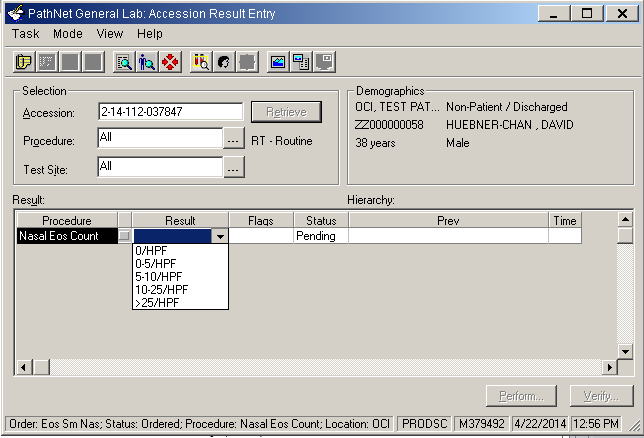 PathNet General Lab: Accession Result Entry
Task Mode View Help
Selection
Accession: 2-14-112-037847 Retrieve
Procedure: All ... RT - Routine
Test Site: All ...
Demographics
OCI, TEST PAT... Non-Patient / Discharged
ZZ000000058 HUEBNER-CHAN , DAVID
38 years Male
Result: Hierarchy:
Procedure Result Flags Status Prev Time
Nasal Eos Count Pending
0/HPF
0-5/HPF
5-10/HPF
10-25/HPF
>25/HPF
Perform... Verify...
Order: Eos Sm Nas; Status: Ordered; Procedure: Nasal Eos Count; Location: OCI PRODSC M379492 4/22/2014 12:56 PM